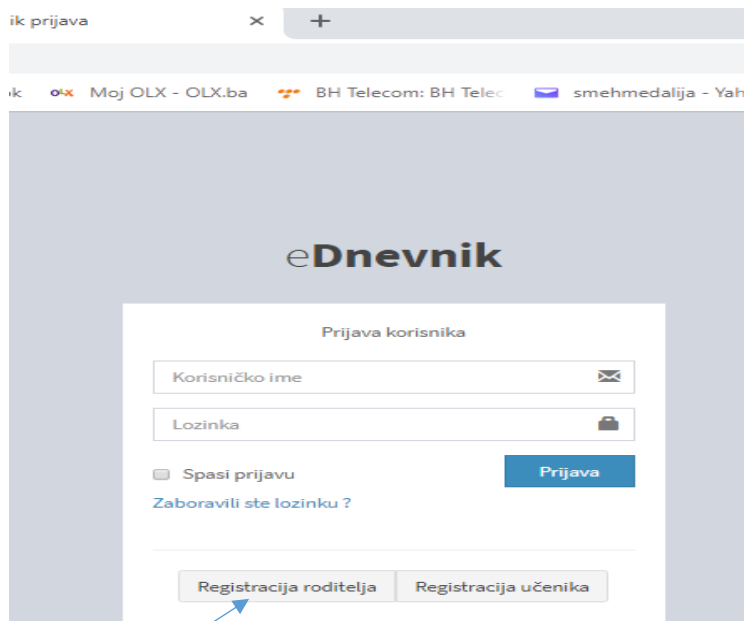 ik prijava
Moj OLX - OLX.ba BH Telecom: BH Telec smehmedalija - Yah
eDnevnik
Prijava korisnika
Korisničko ime
Lozinka
Spasi prijavu Prijava
Zaboravili ste lozinku ?
Registracija roditelja Registracija učenika